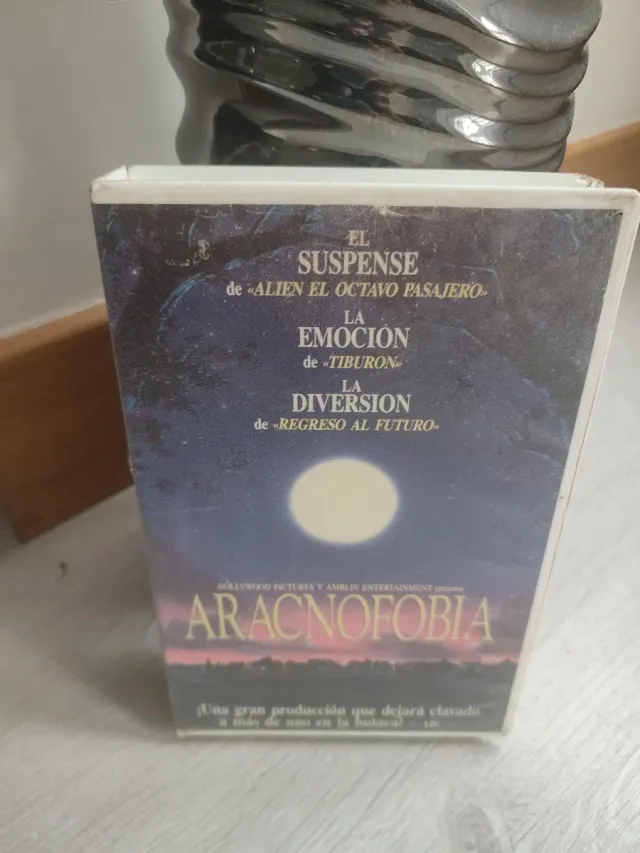 EL
SUSPENSE
de «ALIEN EL OCTAVO PASAJERO»
LA
EMOCION
de «TIBURON»
LA
DIVERSION
de «REGRESO AL FUTURO»
HOLLYWOOD PICTURES Y AMBLIN ENTERTAINMENT presenta
ARACNOFOBIA
¡Una gran producción que dejará clavado
a más de uno en la butaca!